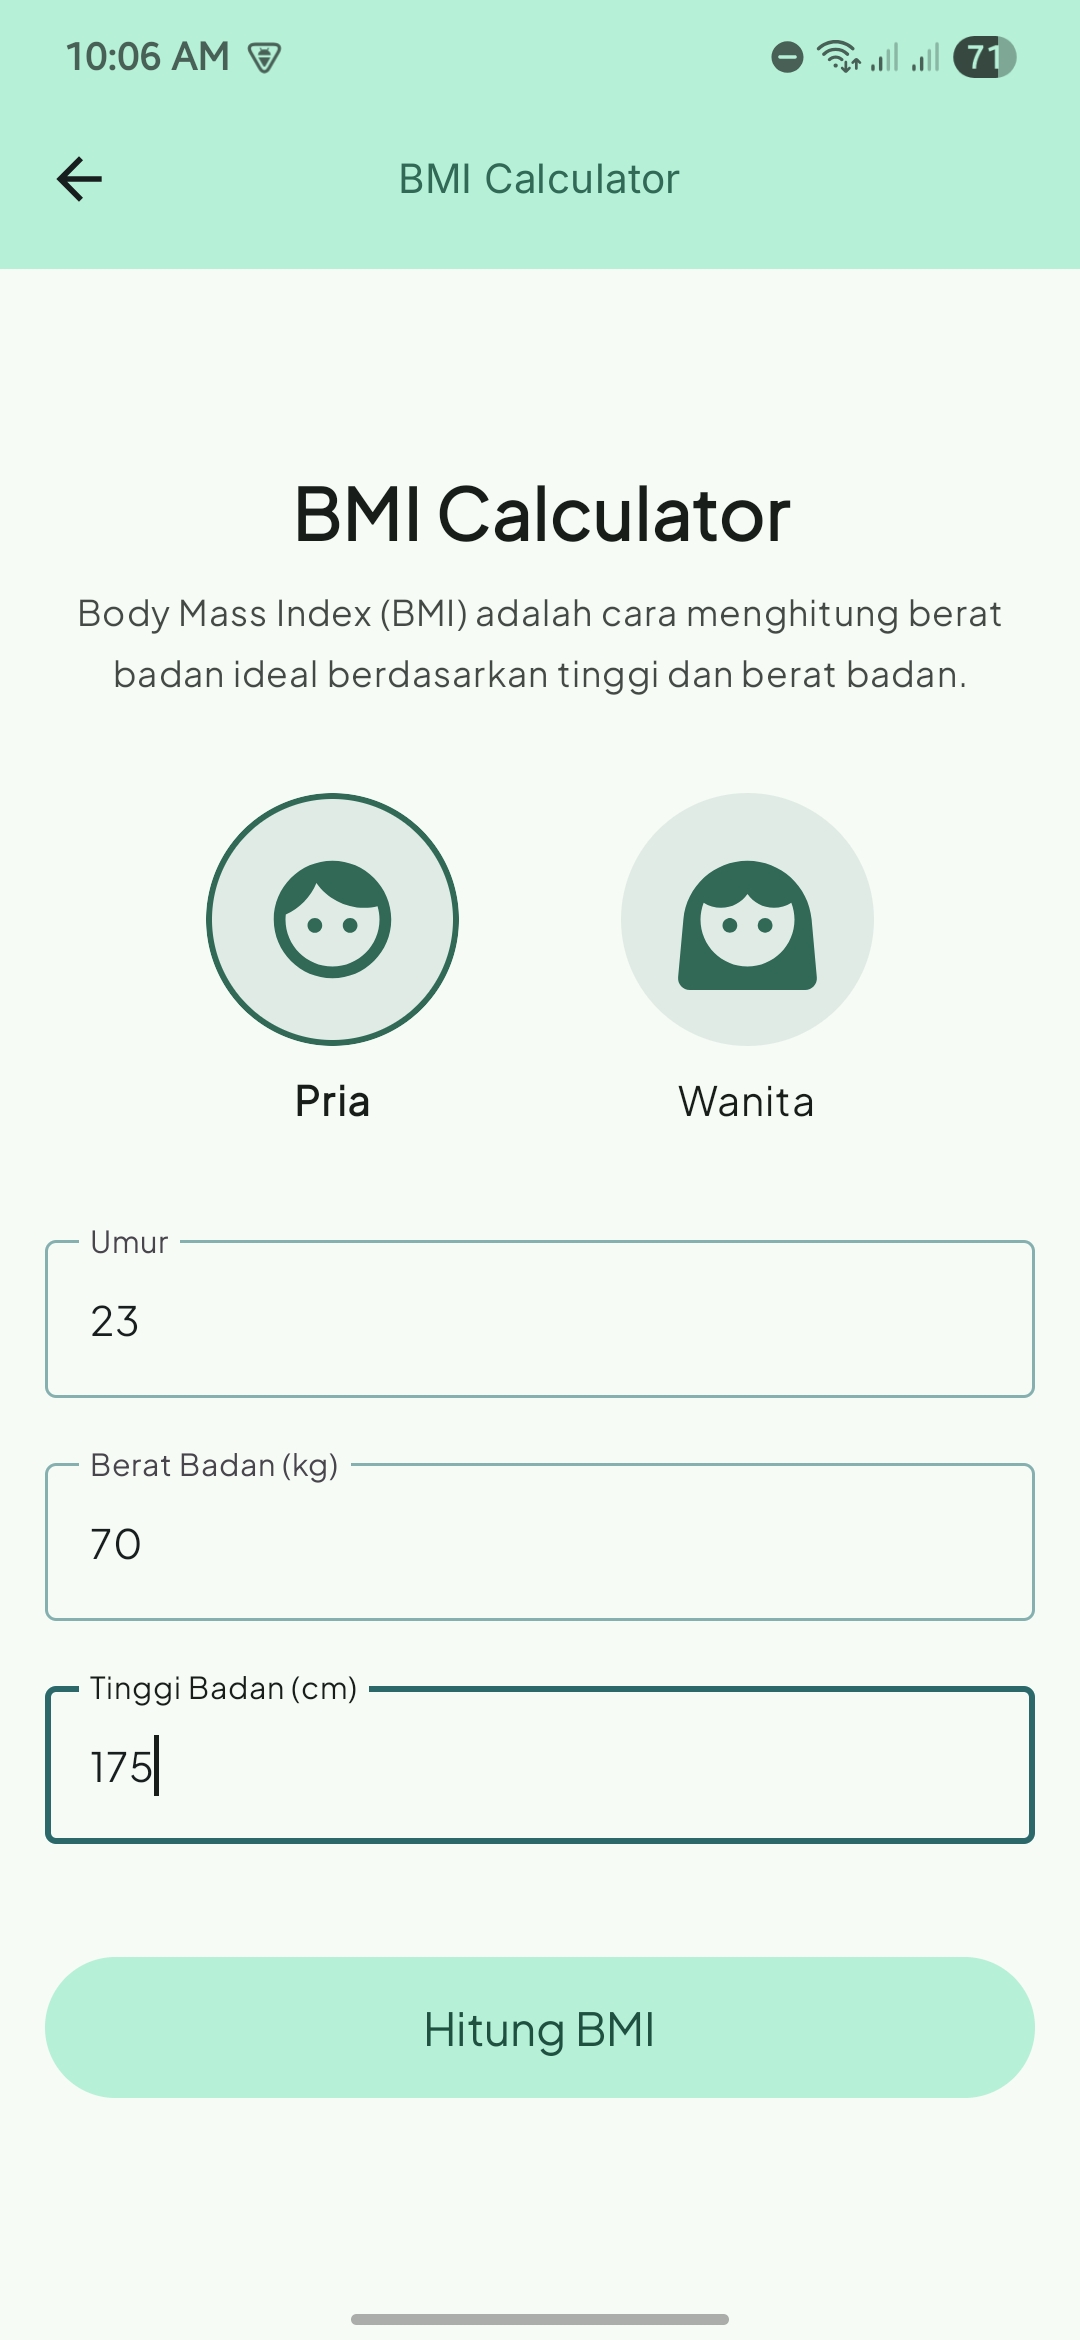 10:06 AM
71
BMI Calculator
BMI Calculator
Body Mass Index (BMI) adalah cara menghitung berat
badan ideal berdasarkan tinggi dan berat badan.
Pria
Wanita
Umur
23
Berat Badan (kg)
70
Tinggi Badan (cm)
175
Hitung BMI